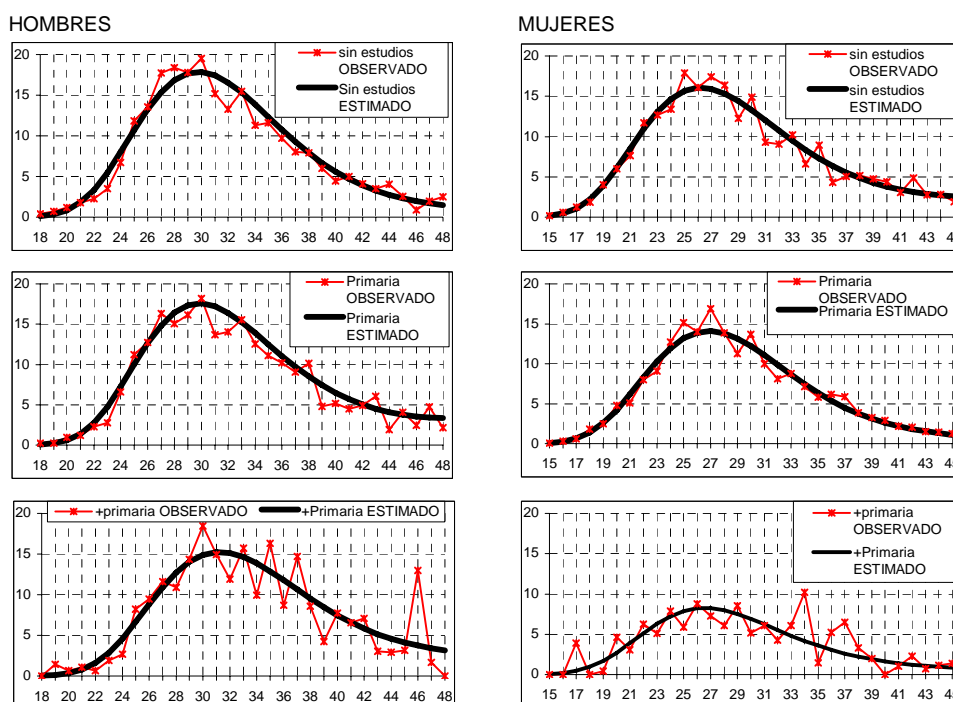 HOMBRES
20
15
10
5
0
18 20 22 24 26 28 30 32 34 36 38 40 42 44 46 48
sin estudios
OBSERVADO
Sin estudios
ESTIMADO
MUJERES
20
15
10
5
0
15 17 19 21 23 25 27 29 31 33 35 37 39 41 43 45
sin estudios
OBSERVADO
sin estudios
ESTIMADO
20
15
10
5
0
18 20 22 24 26 28 30 32 34 36 38 40 42 44 46 48
Primaria
OBSERVADO
Primaria
ESTIMADO
20
15
10
5
0
15 17 19 21 23 25 27 29 31 33 35 37 39 41 43 45
Primaria
OBSERVADO
Primaria ESTIMADO
20
15
10
5
0
18 20 22 24 26 28 30 32 34 36 38 40 42 44 46 48
+primaria OBSERVADO +Primaria ESTIMADO
20
15
10
5
0
15 17 19 21 23 25 27 29 31 33 35 37 39 41 43 45
+primaria
OBSERVADO
+Primaria
ESTIMADO